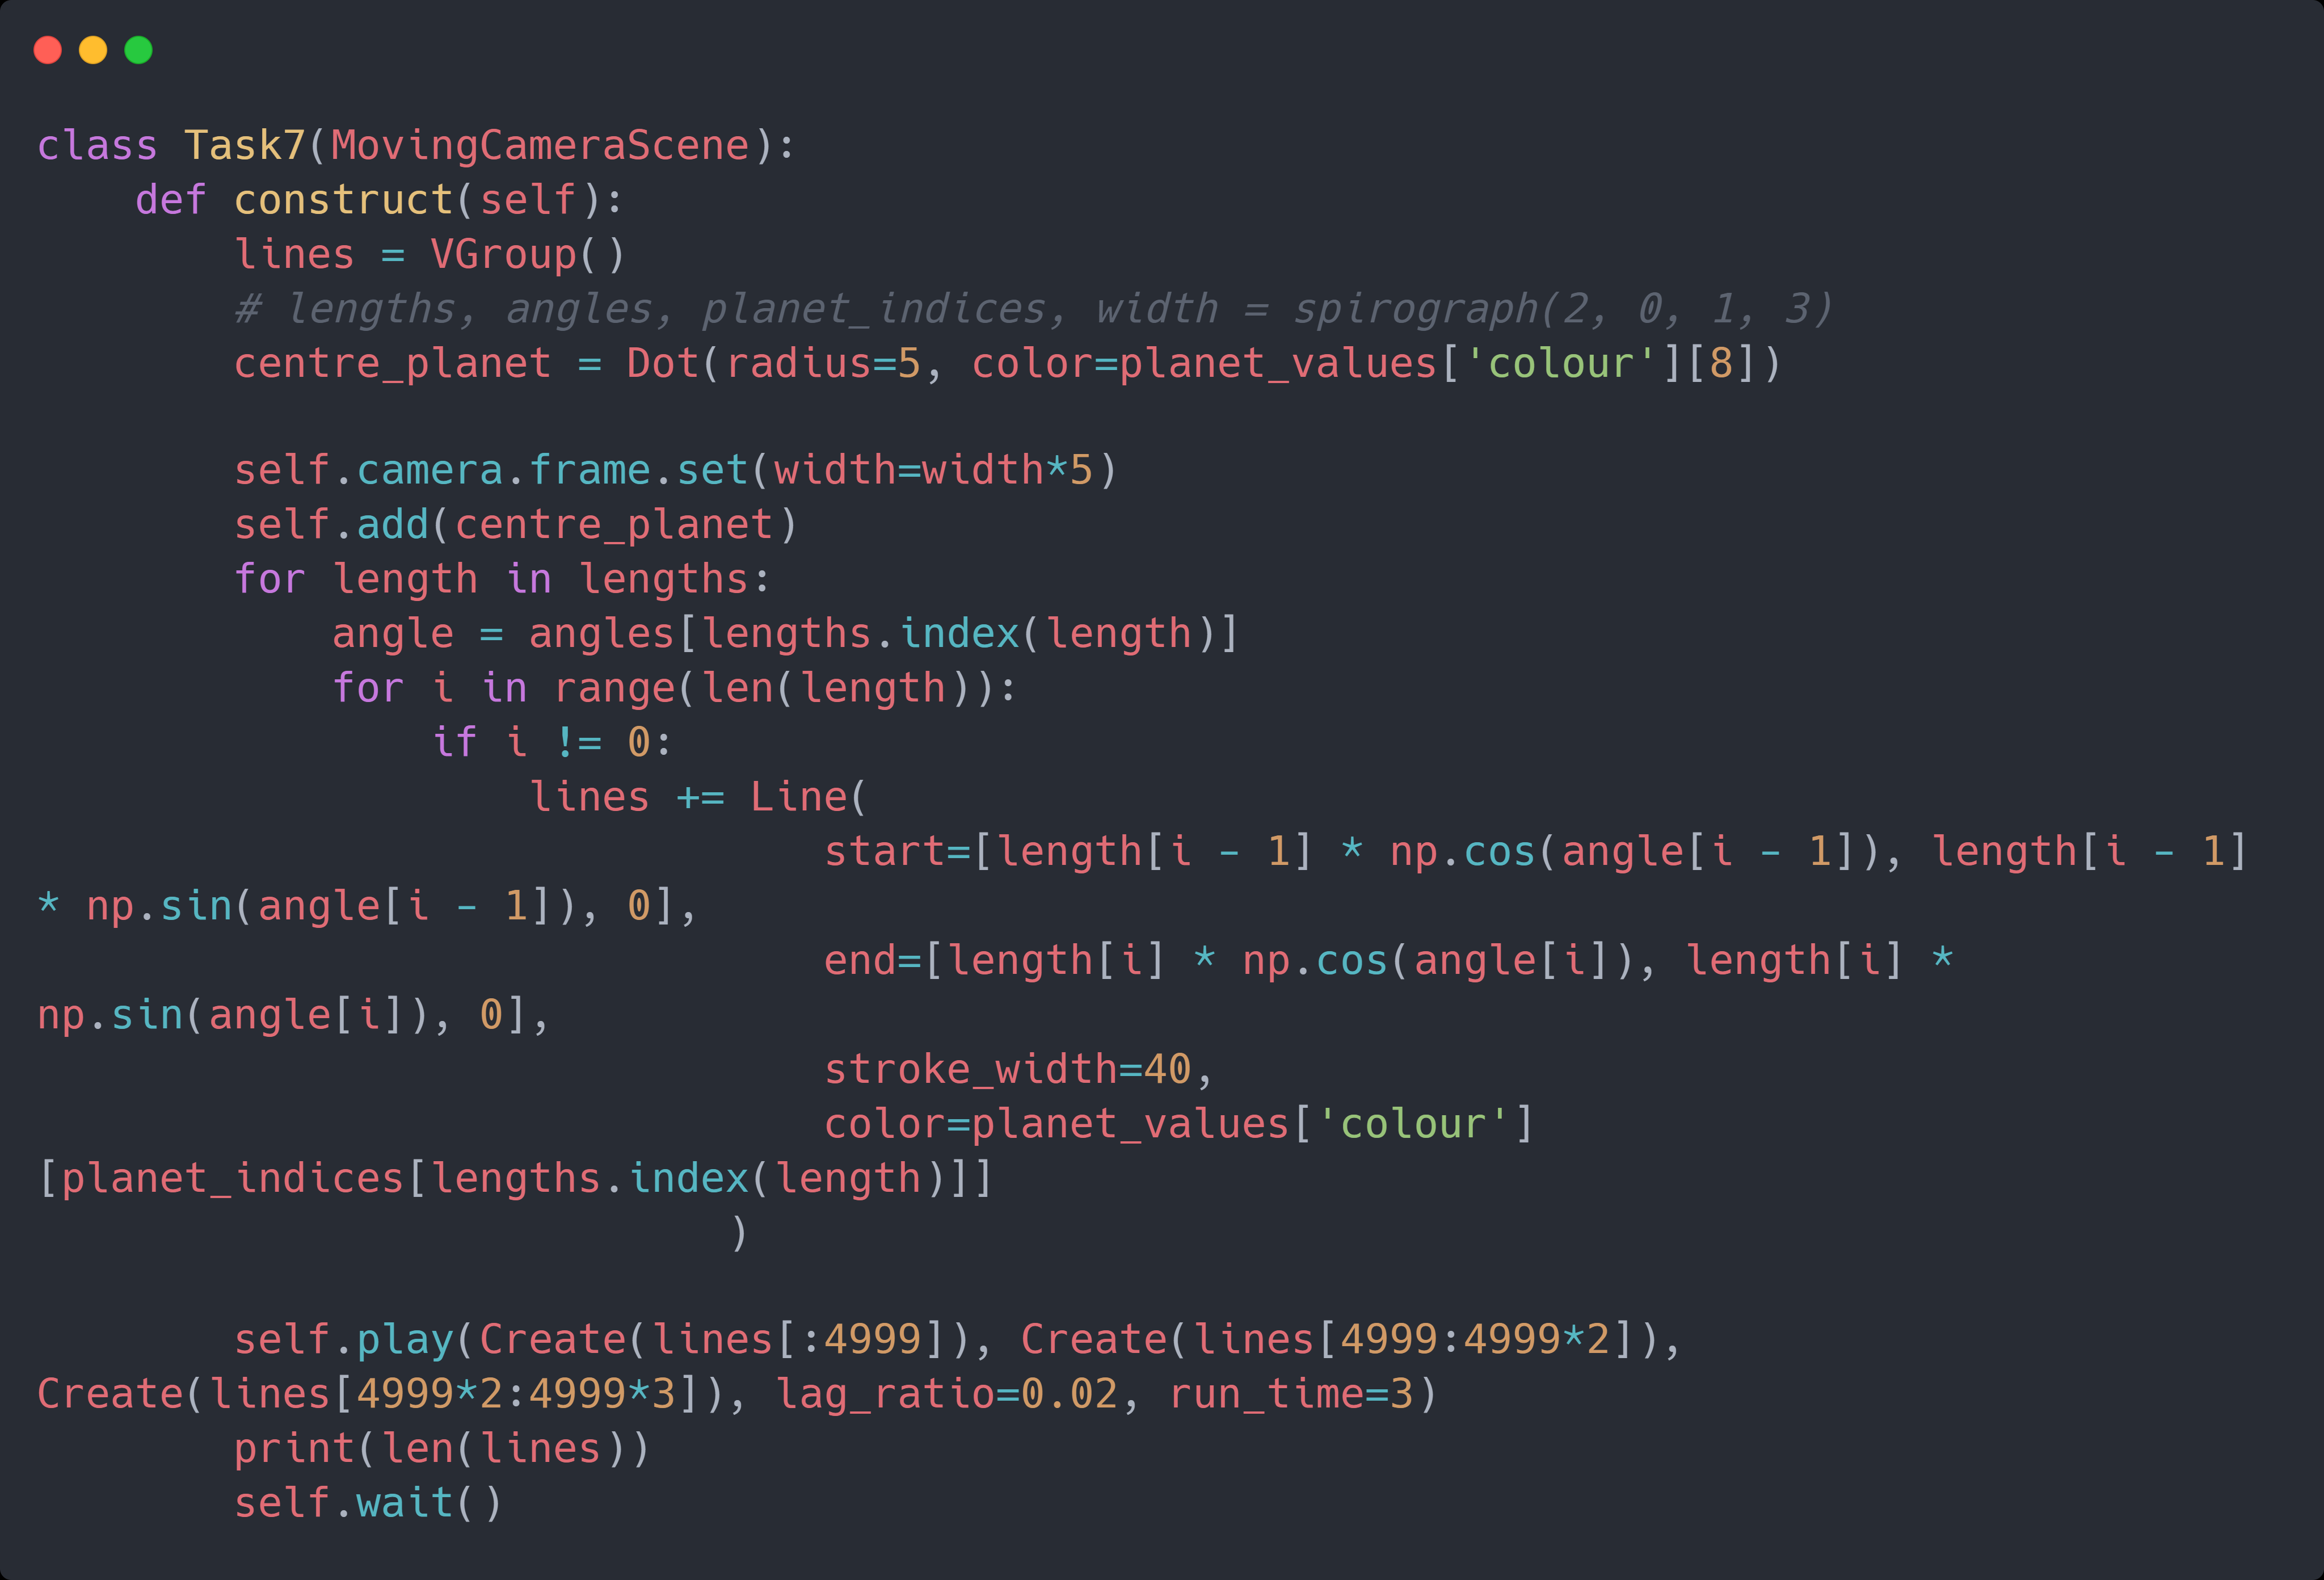 class Task7(MovingCameraScene):
    def construct(self):
        lines = VGroup()
        # lengths, angles, planet_indices, width = spirograph(2, 0, 1, 3)
        centre_planet = Dot(radius=5, color=planet_values['colour'][8])

        self.camera.frame.set(width=width*5)
        self.add(centre_planet)
        for length in lengths:
            angle = angles[lengths.index(length)]
            for i in range(len(length)):
                if i != 0:
                    lines += Line(
                                start=[length[i - 1] * np.cos(angle[i - 1]), length[i - 1]
* np.sin(angle[i - 1]), 0],
                                end=[length[i] * np.cos(angle[i]), length[i] *
np.sin(angle[i]), 0],
                                stroke_width=40,
                                color=planet_values['colour']
[planet_indices[lengths.index(length)]]
                            )

        self.play(Create(lines[:4999]), Create(lines[4999:4999*2]),
Create(lines[4999*2:4999*3]), lag_ratio=0.02, run_time=3)
        print(len(lines))
        self.wait()